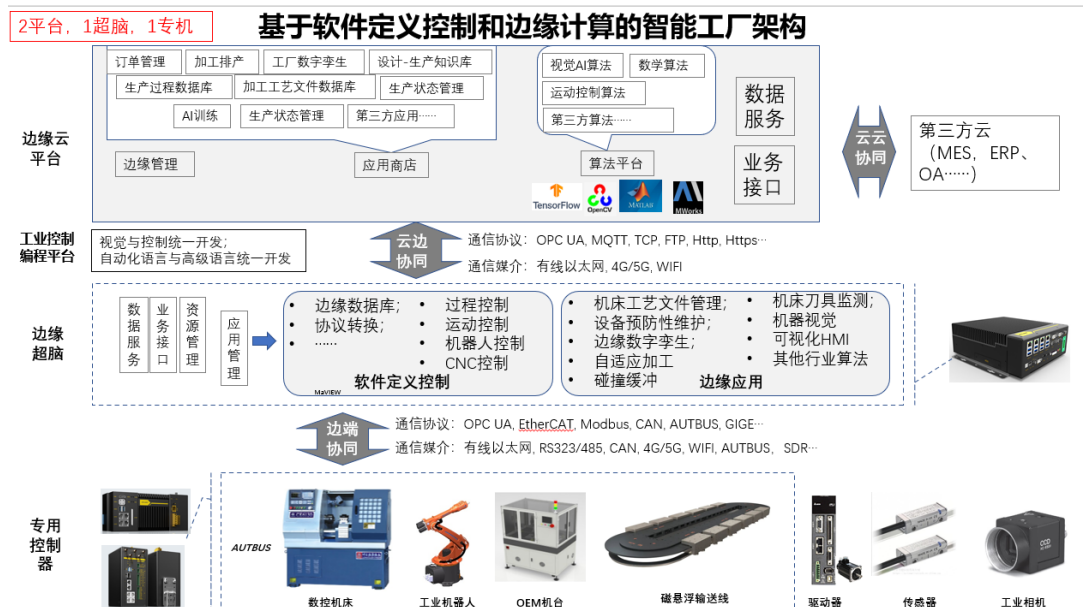 2平台，1超脑，1专机
基于软件定义控制和边缘计算的智能工厂架构
边缘云
平台
订单管理
加工排产
工厂数字孪生
设计-生产知识库
生产过程数据库
加工工艺文件数据库
生产状态管理
AI训练
生产状态管理
第三方应用……
边缘管理
应用商店
视觉AI算法
数学算法
运动控制算法
第三方算法……
算法平台
TensorFlow
OpenCV
MATLAB
MWorks
数据
服务
业务
接口
云云
协同
第三方云
（MES，ERP、
OA……）
工业控制
编程平台
视觉与控制统一开发；
自动化语言与高级语言统一开发
云边
协同
通信协议：OPC UA, MQTT, TCP, FTP, Http, Https…
通信媒介：有线以太网, 4G/5G, WIFI
边缘
超脑
数据服务
业务接口
资源管理
应用管理
• 边缘数据库；
• 协议转换；
• ……
• 过程控制
• 运动控制
• 机器人控制
• CNC控制
软件定义控制
MaVIEW
• 机床工艺文件管理；
• 设备预防性维护；
• 边缘数字孪生；
• 自适应加工
• 碰撞缓冲
• 机床刀具监测；
• 机器视觉
• 可视化HMI
• 其他行业算法
边缘应用
边端
协同
通信协议：OPC UA, EtherCAT, Modbus, CAN, AUTBUS, GIGE…
通信媒介：有线以太网, RS323/485, CAN, 4G/5G, WIFI, AUTBUS，SDR…
专用
控制
器
AUTBUS
数控机床
工业机器人
OEM机台
磁悬浮输送线
驱动器
传感器
CCD
工业相机